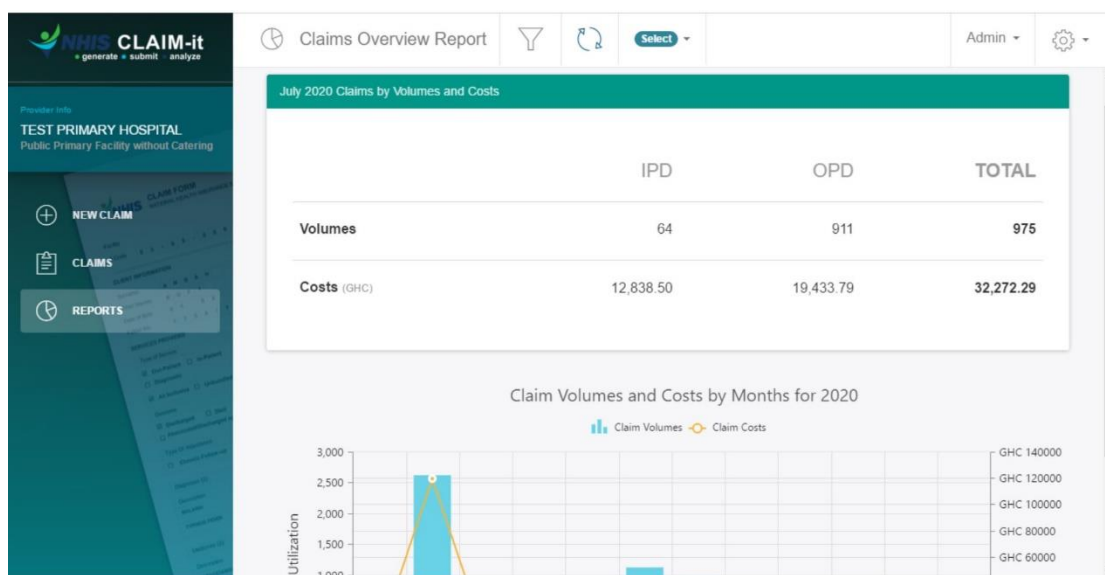 NHIS CLAIM-it
generate submit analyze
Claims Overview Report
Select
Admin
Provider Info
TEST PRIMARY HOSPITAL
Public Primary Facility without Catering
NEW CLAIM
CLAIMS
REPORTS
July 2020 Claims by Volumes and Costs
IPD OPD TOTAL
Volumes 64 911 975
Costs (GHC) 12,838.50 19,433.79 32,272.29
Claim Volumes and Costs by Months for 2020
Claim Volumes Claim Costs
3,000 GHC 140000
2,500 GHC 120000
2,000 GHC 100000
1,500 GHC 80000
GHC 60000
Utilization
NHIS CLAIM FORM